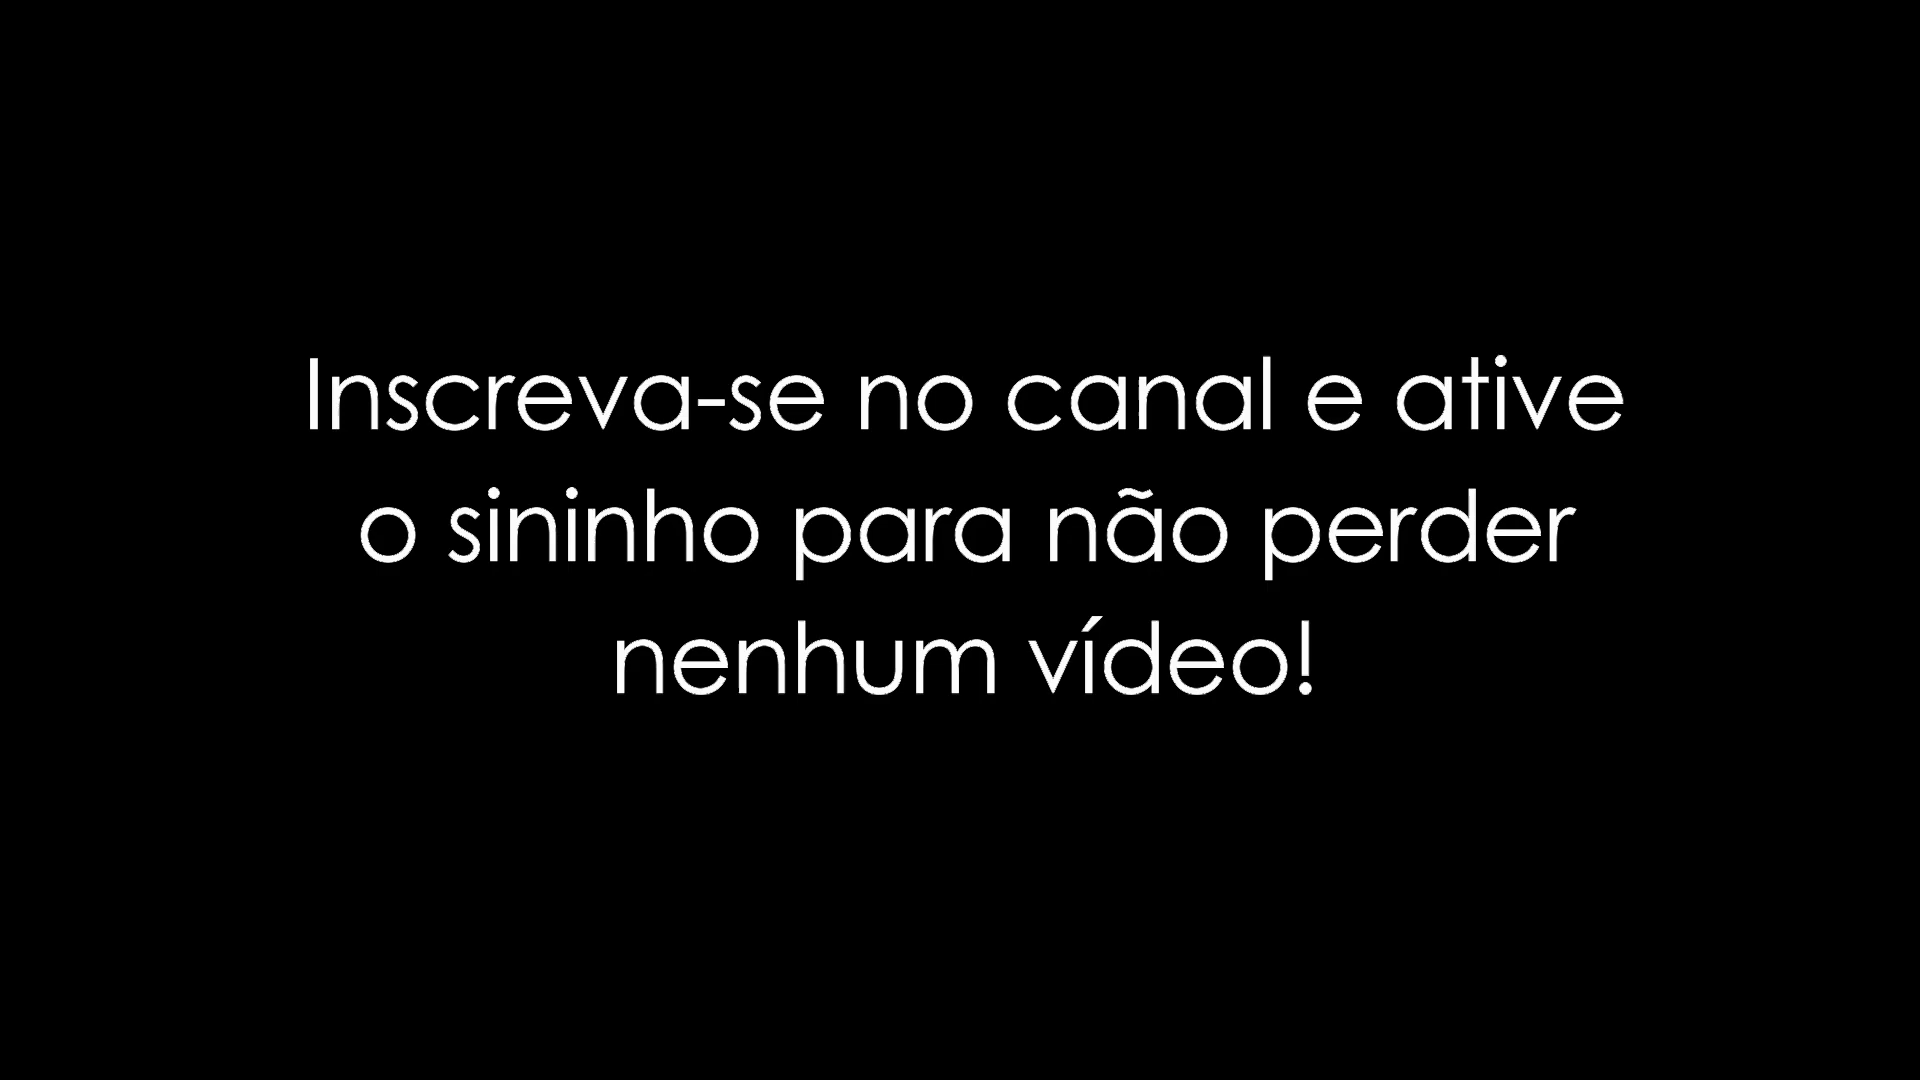 Inscreva-se no canal e ative
o sininho para não perder
nenhum vídeo!